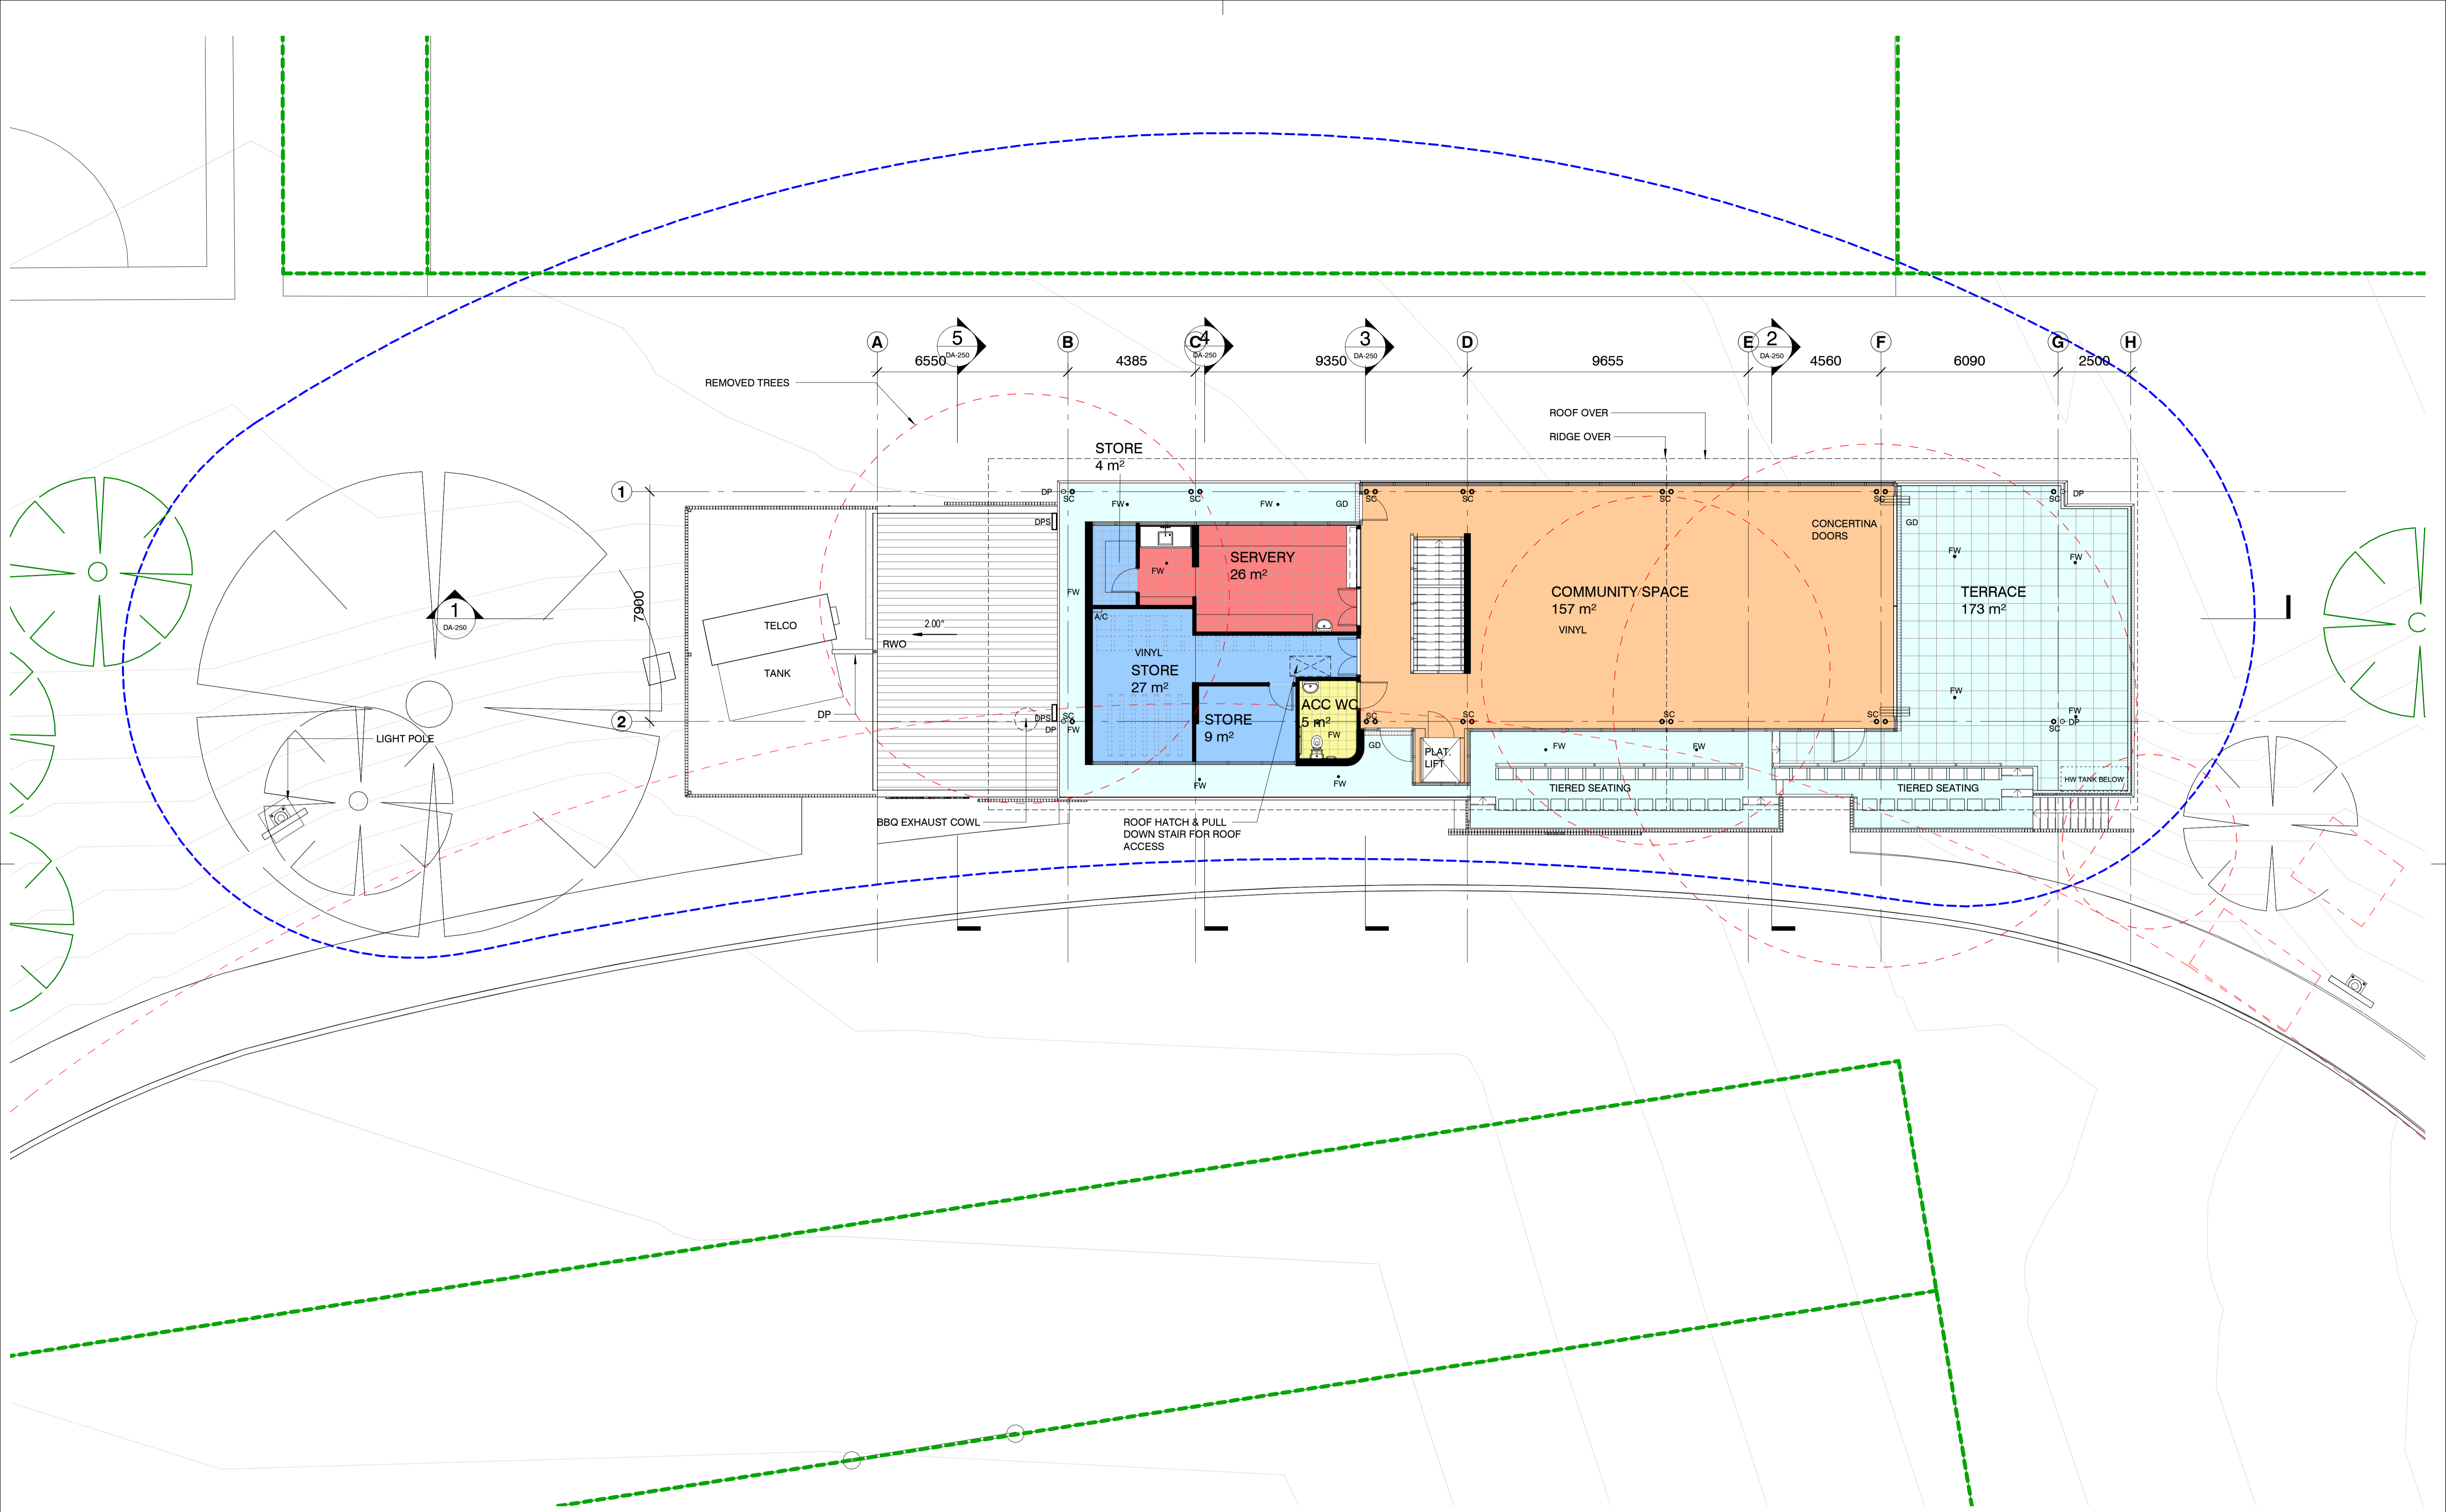 A
5
DA-250
B
C
4
DA-250
3
DA-250
D
E
2
DA-250
F
G
H
6550
4385
9350
9655
4560
6090
2500
REMOVED TREES
ROOF OVER
RIDGE OVER
STORE
4 m²
1
DP
SC
SC
SC
SC
SC
SC
SC
DP
FW
FW
GD
DPS
CONCERTINA
DOORS
GD
SERVERY
26 m²
FW
FW
FW
FW
COMMUNITY SPACE
157 m²
VINYL
TERRACE
173 m²
7900
1
DA-250
A/C
TELCO
TANK
2.00°
RWO
VINYL
STORE
27 m²
ACC WC
5 m²
FW
STORE
9 m²
FW
FW
2
DP
DPS
SC
DP
FW
SC
SC
SC
SC
DP
SC
LIGHT POLE
GD
PLAT.
LIFT
FW
FW
FW
FW
TIERED SEATING
TIERED SEATING
HW TANK BELOW
BBQ EXHAUST COWL
ROOF HATCH & PULL
DOWN STAIR FOR ROOF
ACCESS